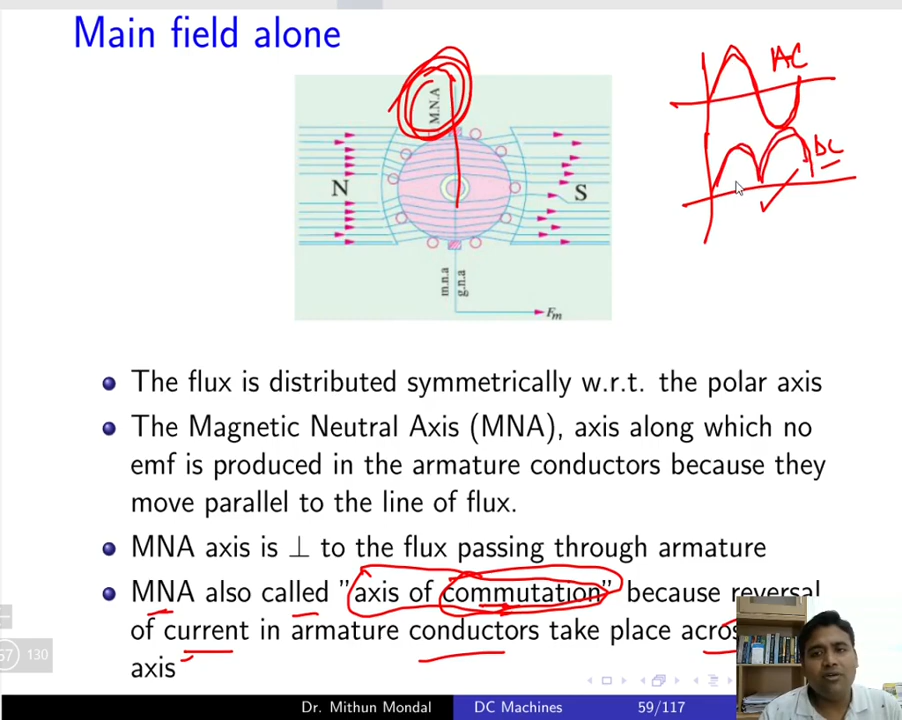 Main field alone
AC
M.N.A
DC
N
S
m.n.a
g.n.a
Fm
The flux is distributed symmetrically w.r.t. the polar axis
The Magnetic Neutral Axis (MNA), axis along which no
emf is produced in the armature conductors because they
move parallel to the line of flux.
MNA axis is ⊥ to the flux passing through armature
MNA also called "axis of commutation" because reversal
of current in armature conductors take place across
axis
57 130
Dr. Mithun Mondal DC Machines 59/117